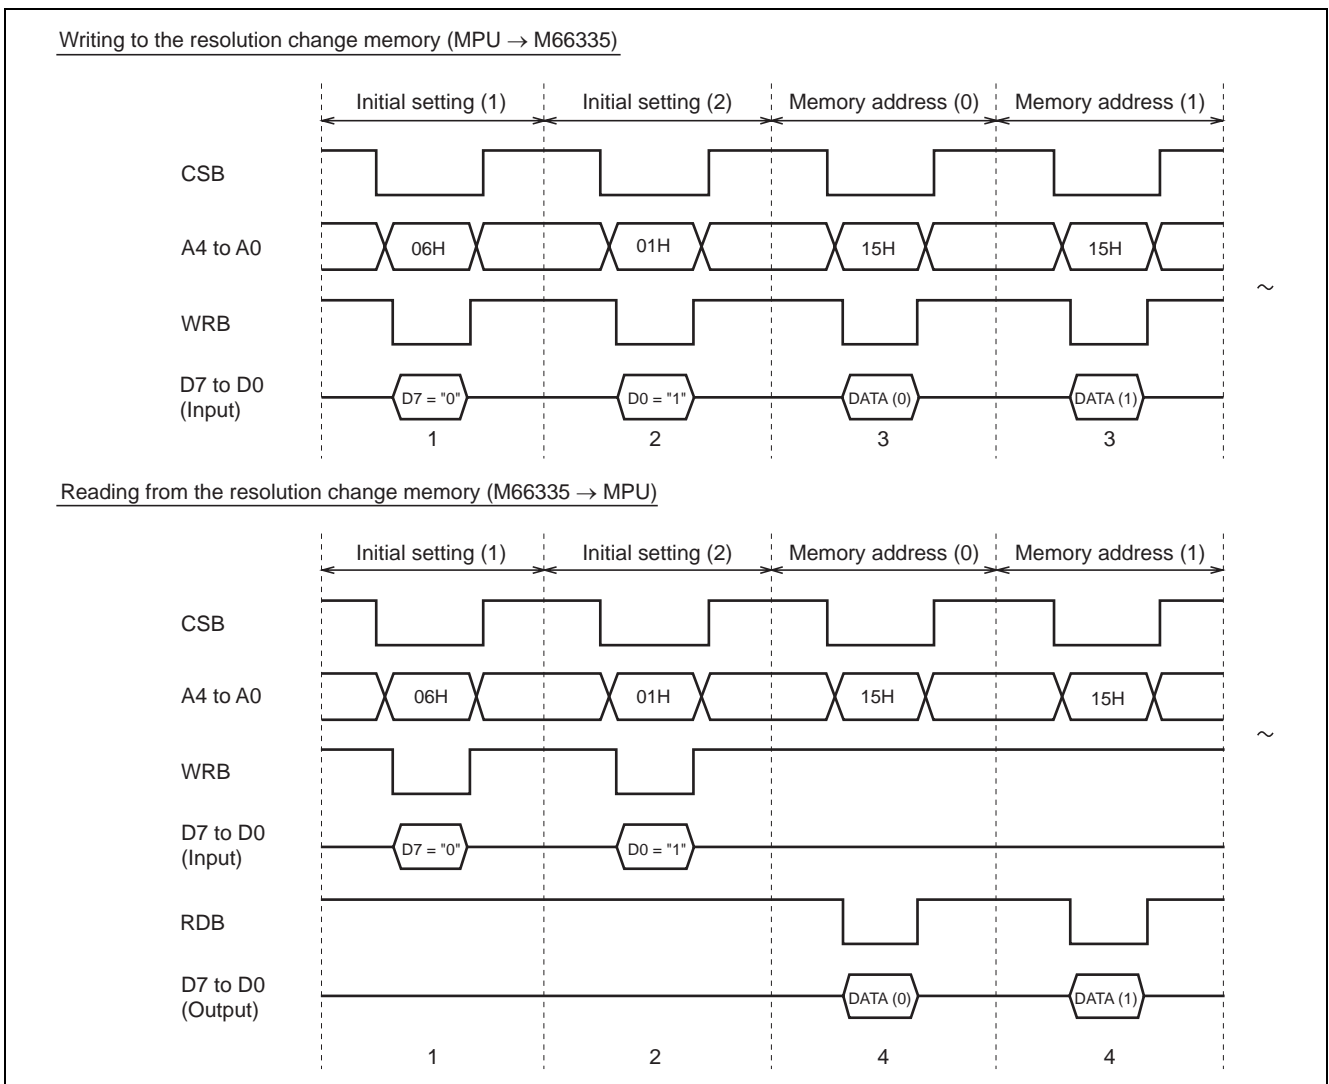 Writing to the resolution change memory (MPU → M66335)
Initial setting (1) Initial setting (2) Memory address (0) Memory address (1)
CSB
A4 to A0 06H 01H 15H 15H
~
WRB
D7 to D0
(Input) D7 = "0" D0 = "1" DATA (0) DATA (1)
1 2 3 3
Reading from the resolution change memory (M66335 → MPU)
Initial setting (1) Initial setting (2) Memory address (0) Memory address (1)
CSB
A4 to A0 06H 01H 15H 15H
~
WRB
D7 to D0
(Input) D7 = "0" D0 = "1"
RDB
D7 to D0
(Output) DATA (0) DATA (1)
1 2 4 4